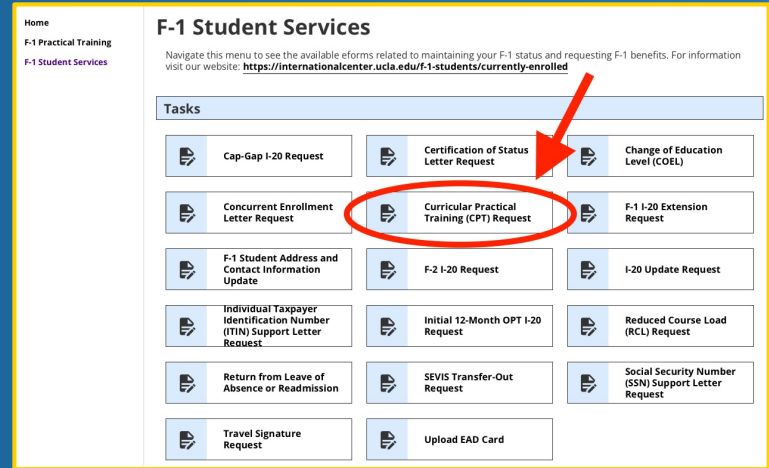 Home
F-1 Practical Training
F-1 Student Services
F-1 Student Services
Navigate this menu to see the available eforms related to maintaining your F-1 status and requesting F-1 benefits. For information
visit our website: https://internationalcenter.ucla.edu/f-1-students/currently-enrolled
Tasks
Cap-Gap I-20 Request
Certification of Status
Letter Request
Change of Education
Level (COEL)
Concurrent Enrollment
Letter Request
Curricular Practical
Training (CPT) Request
F-1 I-20 Extension
Request
F-1 Student Address and
Contact Information
Update
F-2 I-20 Request
I-20 Update Request
Individual Taxpayer
Identification Number
(ITIN) Support Letter
Request
Initial 12-Month OPT I-20
Request
Reduced Course Load
(RCL) Request
Return from Leave of
Absence or Readmission
SEVIS Transfer-Out
Request
Social Security Number
(SSN) Support Letter
Request
Travel Signature
Request
Upload EAD Card